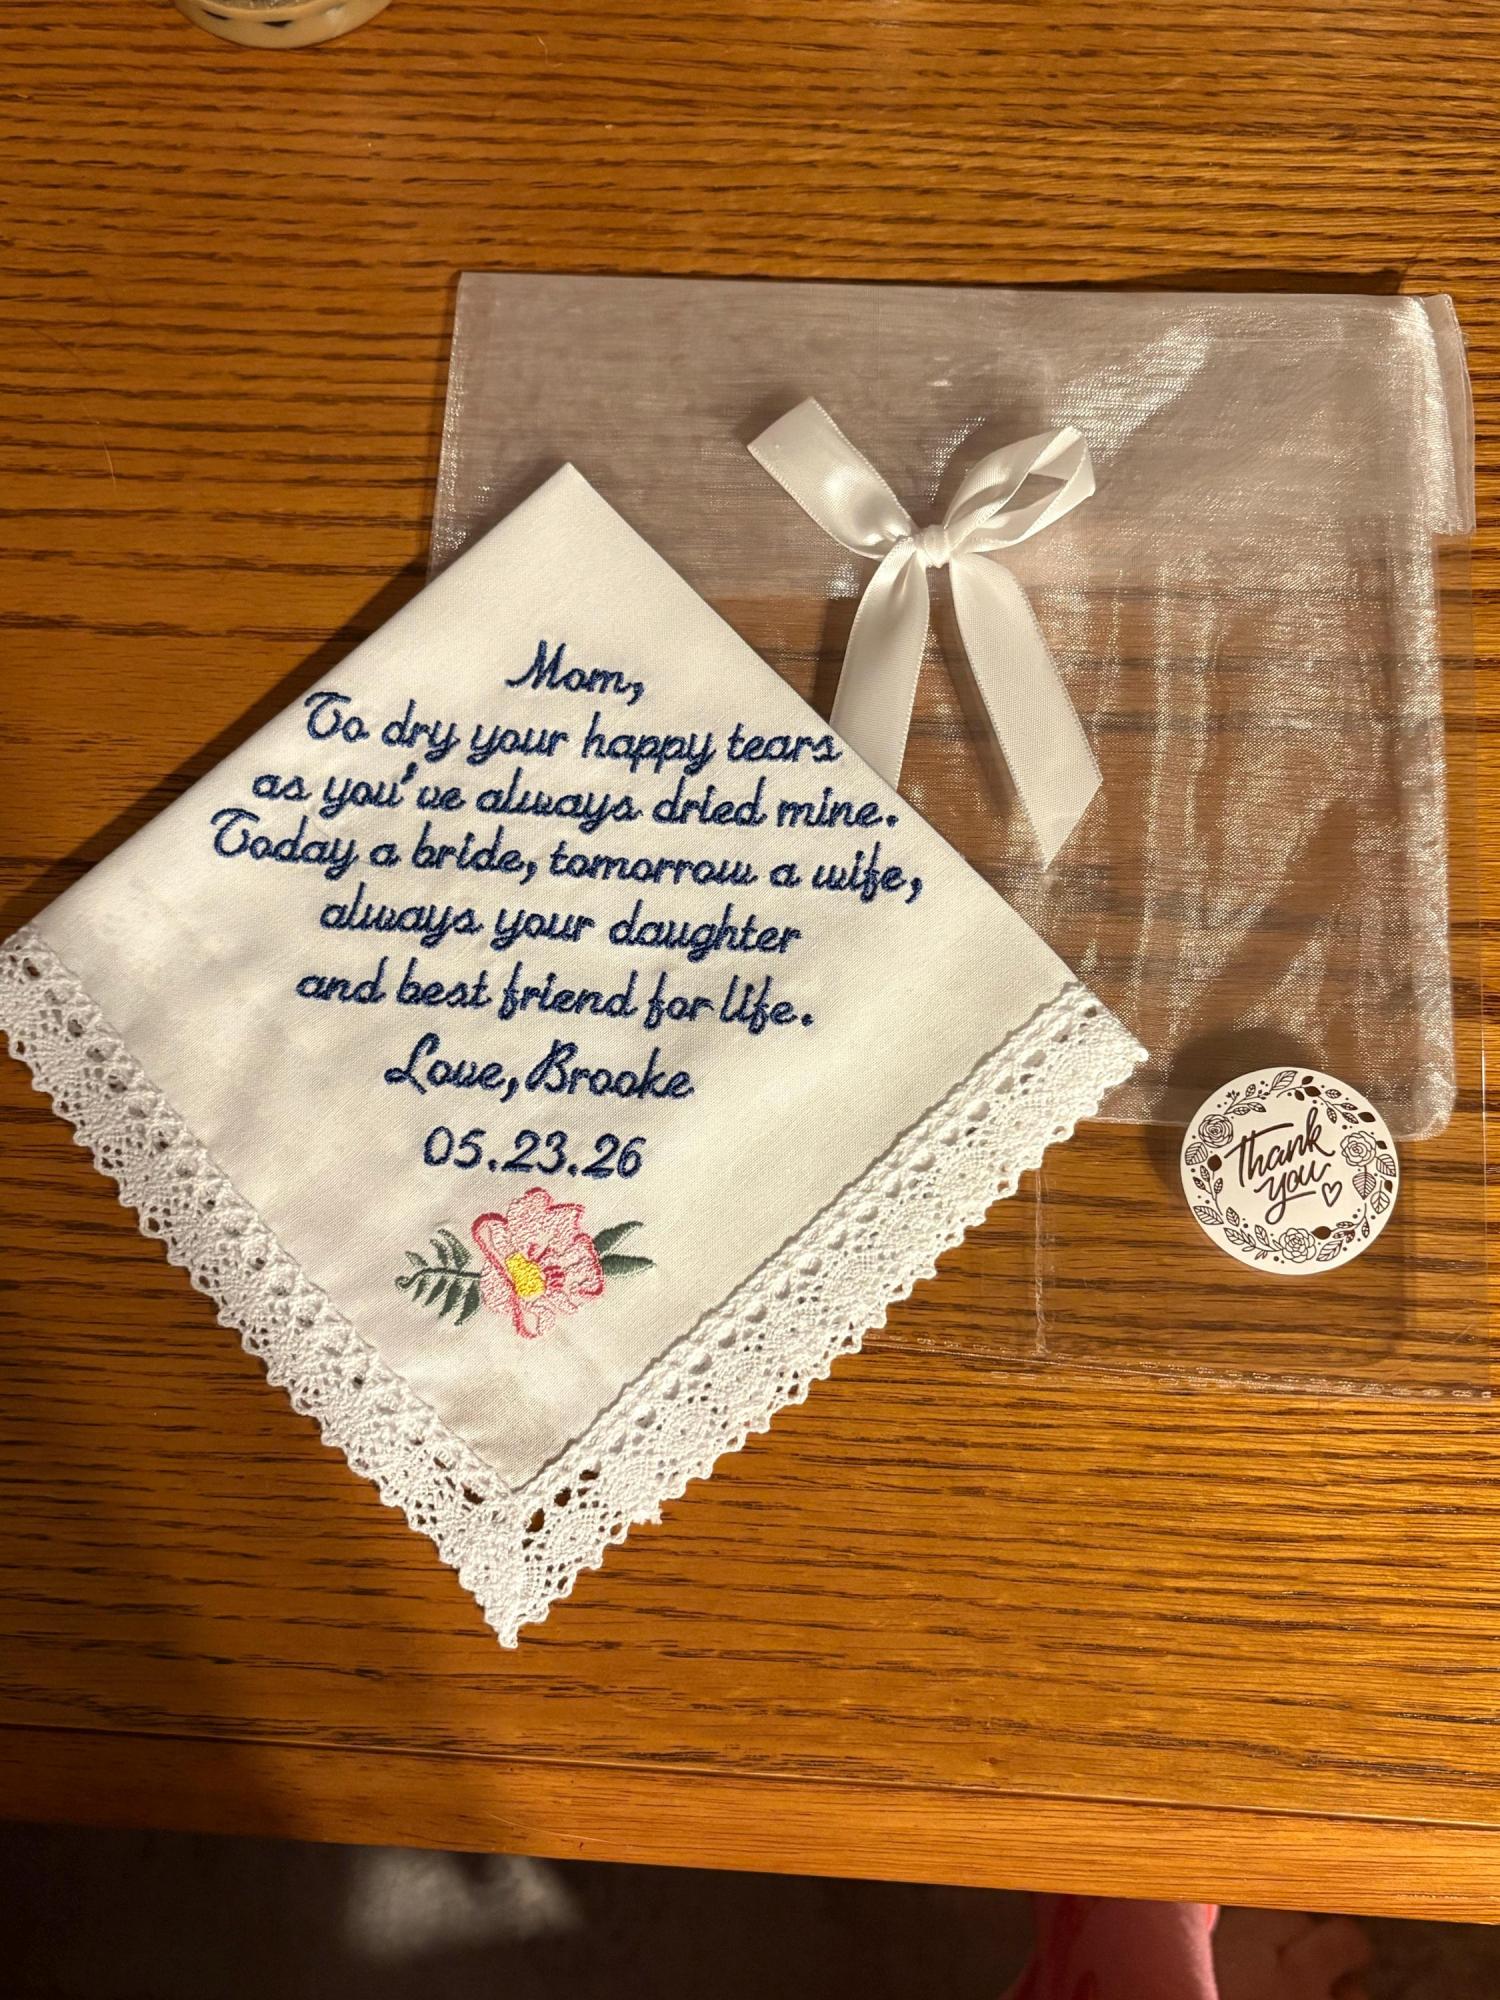 Mom,
To dry your happy tears
as you've always dried mine.
Today a bride, tomorrow a wife,
always your daughter
and best friend for life.
Love, Brooke
05.23.26
Thank
you